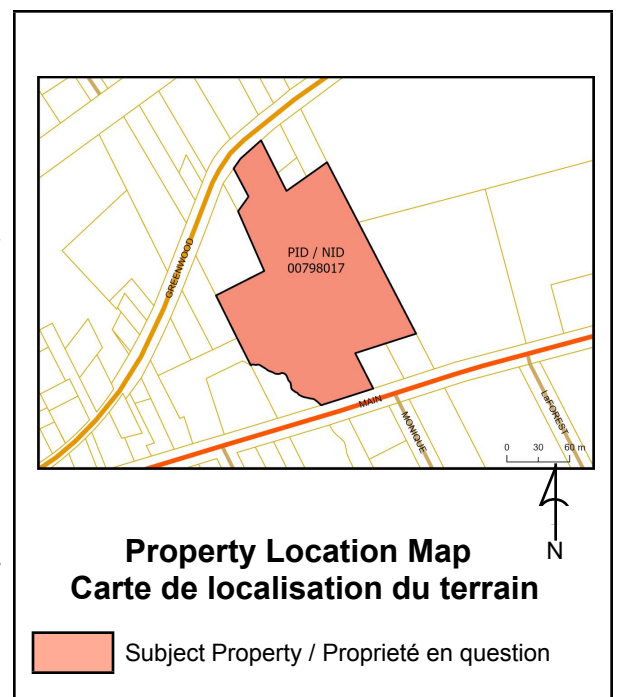 GREENWOOD
PID / NID
00798017
MAIN
MONIQUE
LaFOREST
0 30 60 m
N
Property Location Map
Carte de localisation du terrain
Subject Property / Proprieté en question